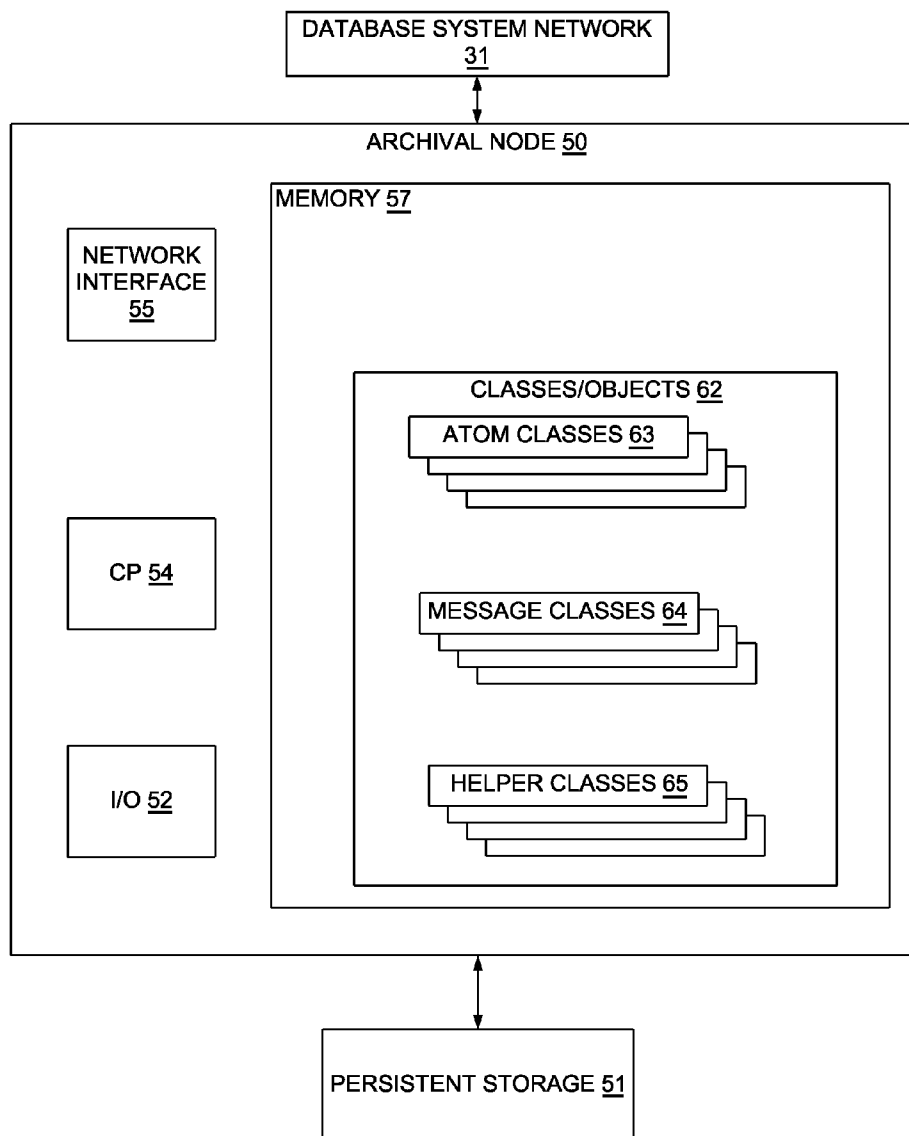 DATABASE SYSTEM NETWORK
31
ARCHIVAL NODE 50
MEMORY 57
NETWORK
INTERFACE
55
CLASSES/OBJECTS 62
ATOM CLASSES 63
CP 54
MESSAGE CLASSES 64
I/O 52
HELPER CLASSES 65
PERSISTENT STORAGE 51